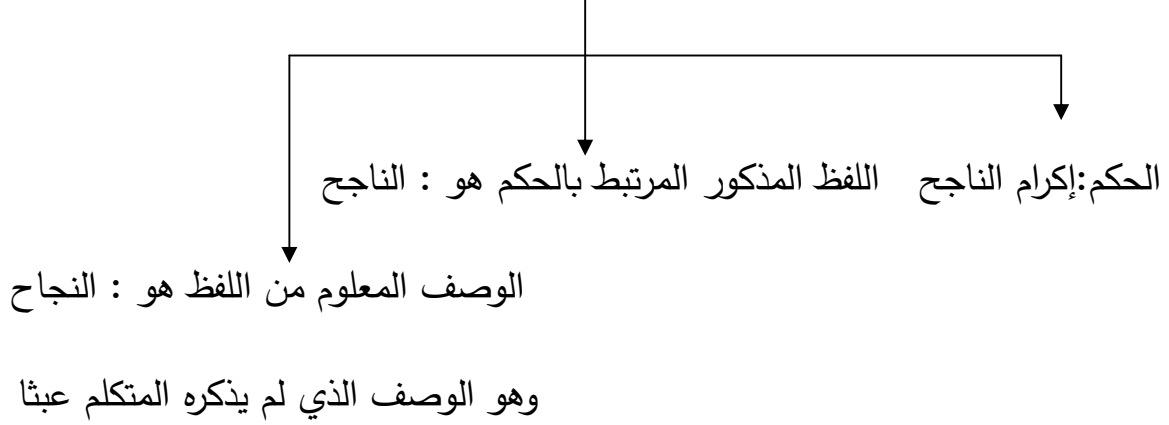 الحكم:إكرام الناجح اللفظ المذكور المرتبط بالحكم هو : الناجح
الوصف المعلوم من اللفظ هو : النجاح
وهو الوصف الذي لم يذكره المتكلم عبثا